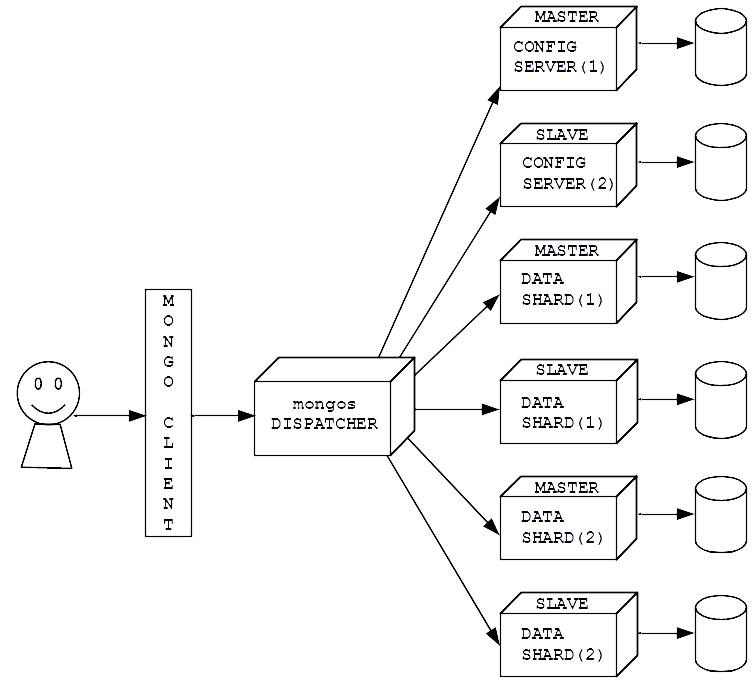 MASTER
CONFIG
SERVER(1)
SLAVE
CONFIG
SERVER(2)
MASTER
DATA
SHARD(1)
MONGO CLIENT
mongos
DISPATCHER
SLAVE
DATA
SHARD(1)
MASTER
DATA
SHARD(2)
SLAVE
DATA
SHARD(2)